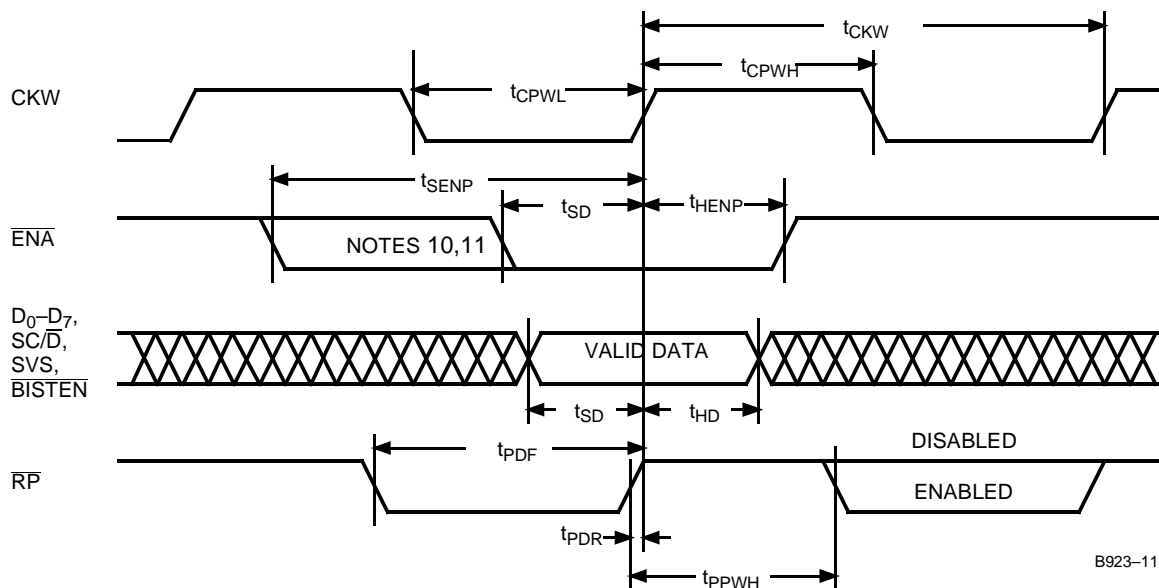 tCKW
tCPWH
CKW
tCPWL
tSENP
tSD
tHENP
ENA
NOTES 10,11
D0–D7,
SC/D,
SVS,
BISTEN
VALID DATA
tSD
tHD
tPDF
DISABLED
RP
ENABLED
tPDR
tPPWH
B923–11